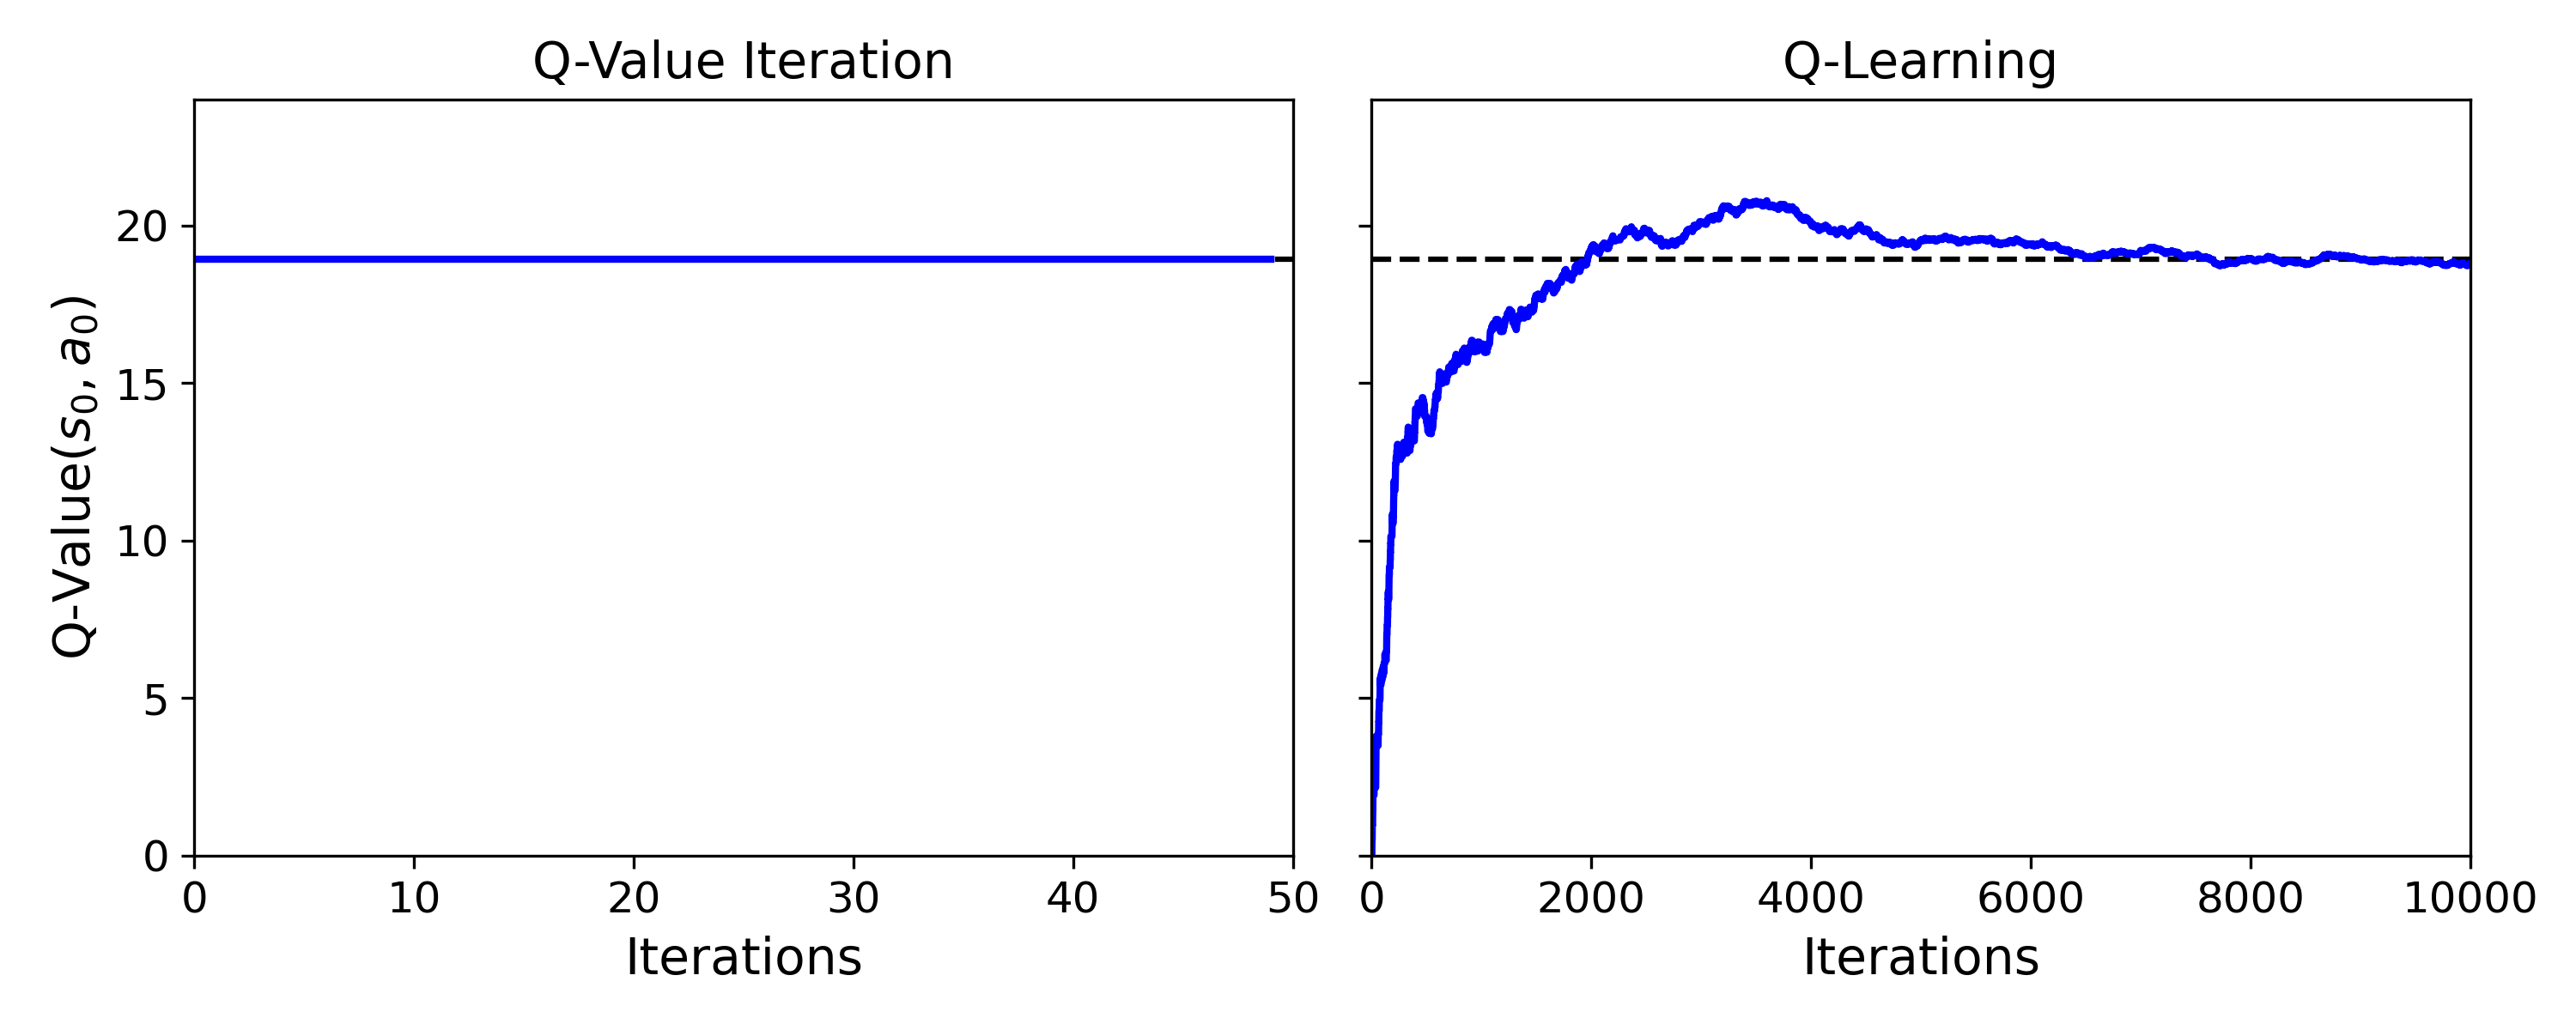 Q-Value Iteration
Q-Value(s₀, a₀)
20
15
10
5
0
0 10 20 30 40 50
Iterations
Q-Learning
0 2000 4000 6000 8000 10000
Iterations